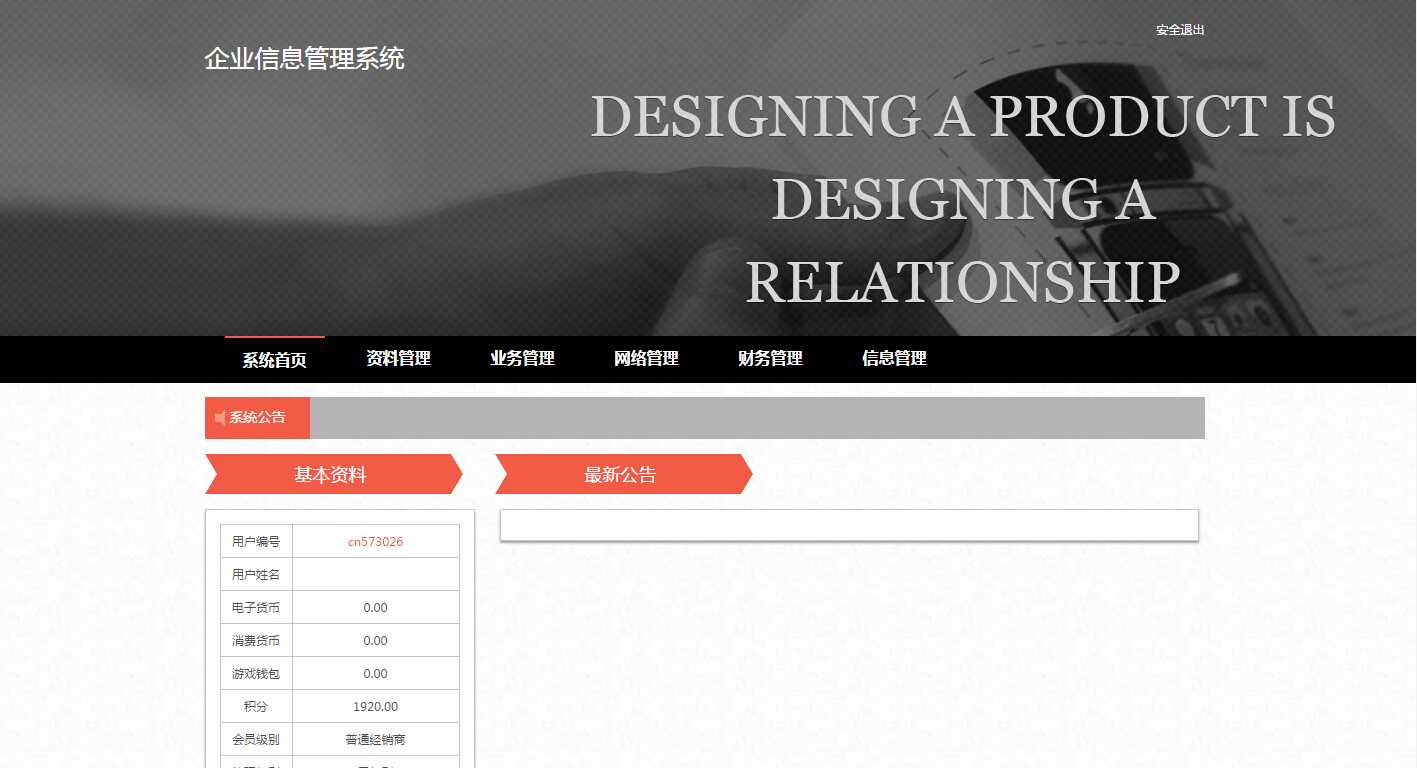 安全退出
企业信息管理系统
DESIGNING A PRODUCT IS
DESIGNING A
RELATIONSHIP
系统首页 资料管理 业务管理 网络管理 财务管理 信息管理
系统公告
基本资料 最新公告
用户编号 cn573026
用户姓名
电子货币 0.00
消费货币 0.00
游戏钱包 0.00
积分 1920.00
会员级别 普通经销商